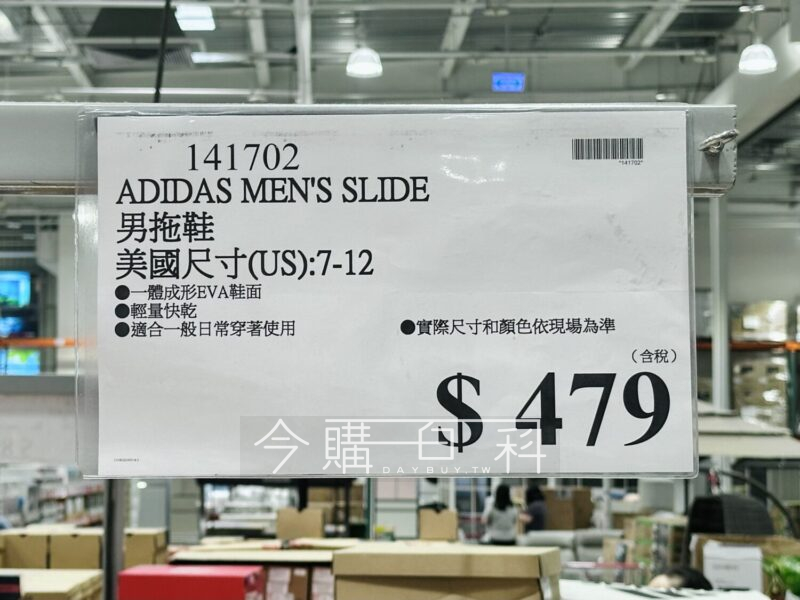 141702
"141702"
ADIDAS MEN'S SLIDE
男拖鞋
美國尺寸(US):7-12
●一體成形EVA鞋面
●輕量快乾
●適合一般日常穿著使用
●實際尺寸和顏色依現場為準
(含稅)
$ 479
今購百科
DAYBUY.TW